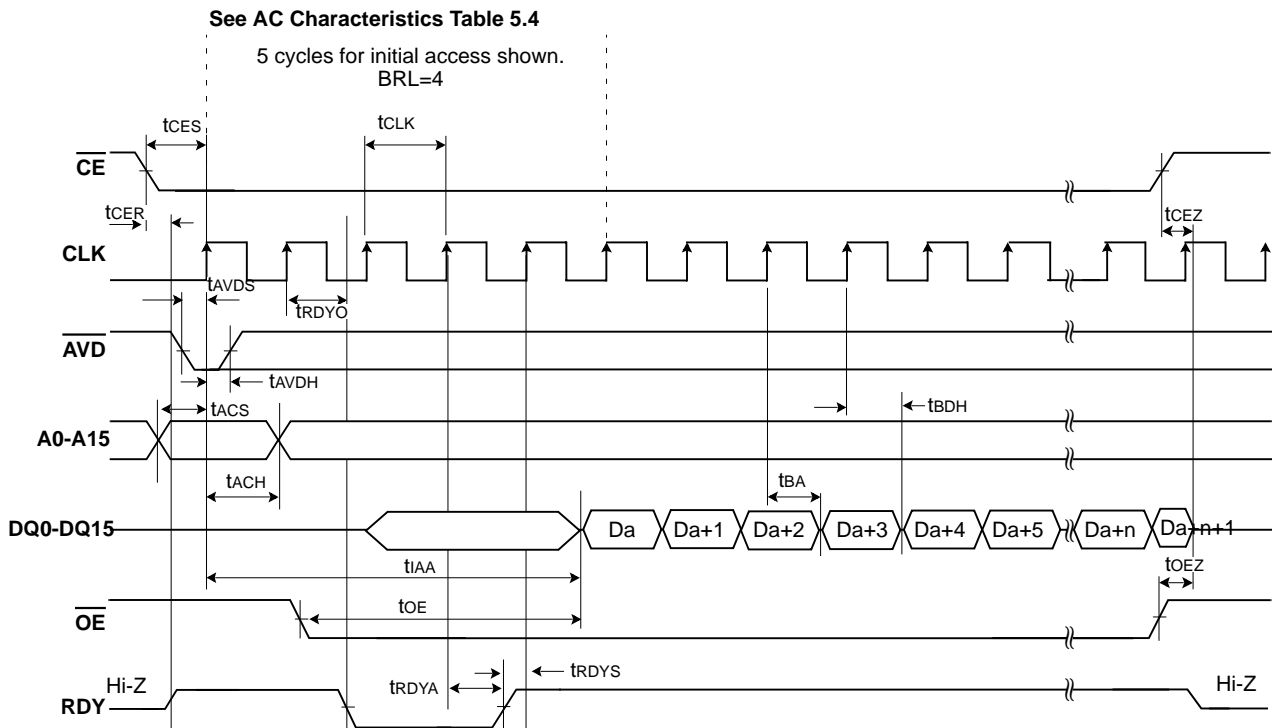 See AC Characteristics Table 5.4
5 cycles for initial access shown.
BRL=4
tCES
tCLK
CE
tCER
tCEZ
CLK
tAVDS
tRDYO
AVD
tAVDH
tACS
tBDH
A0-A15
tACH
tBA
DQ0-DQ15
Da
Da+1
Da+2
Da+3
Da+4
Da+5
Da+n
Da+n+1
tIAA
tOEZ
tOE
OE
tRDYS
Hi-Z
tRDYA
Hi-Z
RDY